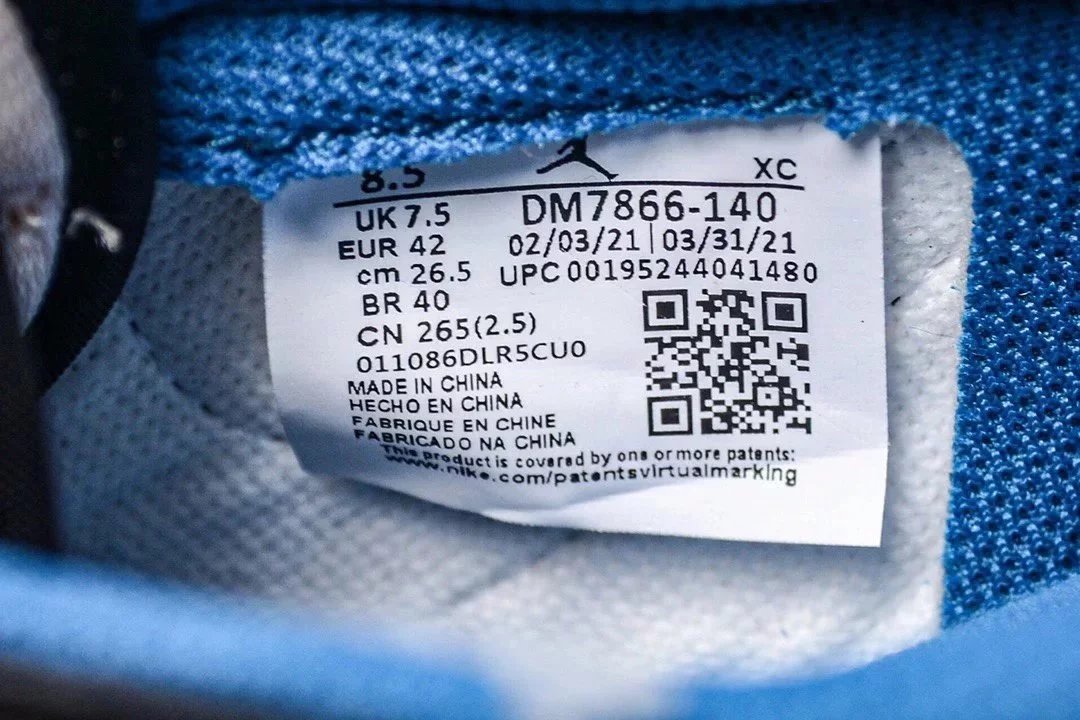 8.5 XC
UK 7.5 DM7866-140
EUR 42 02/03/21 | 03/31/21
cm 26.5 UPC 00195244041480
BR 40
CN 265(2.5)
011086DLR5CU0
MADE IN CHINA
HECHO EN CHINA
FABRIQUE EN CHINE
FABRICADO NA CHINA
This product is covered by one or more patents:
www.nike.com/patentsvirtualmarking